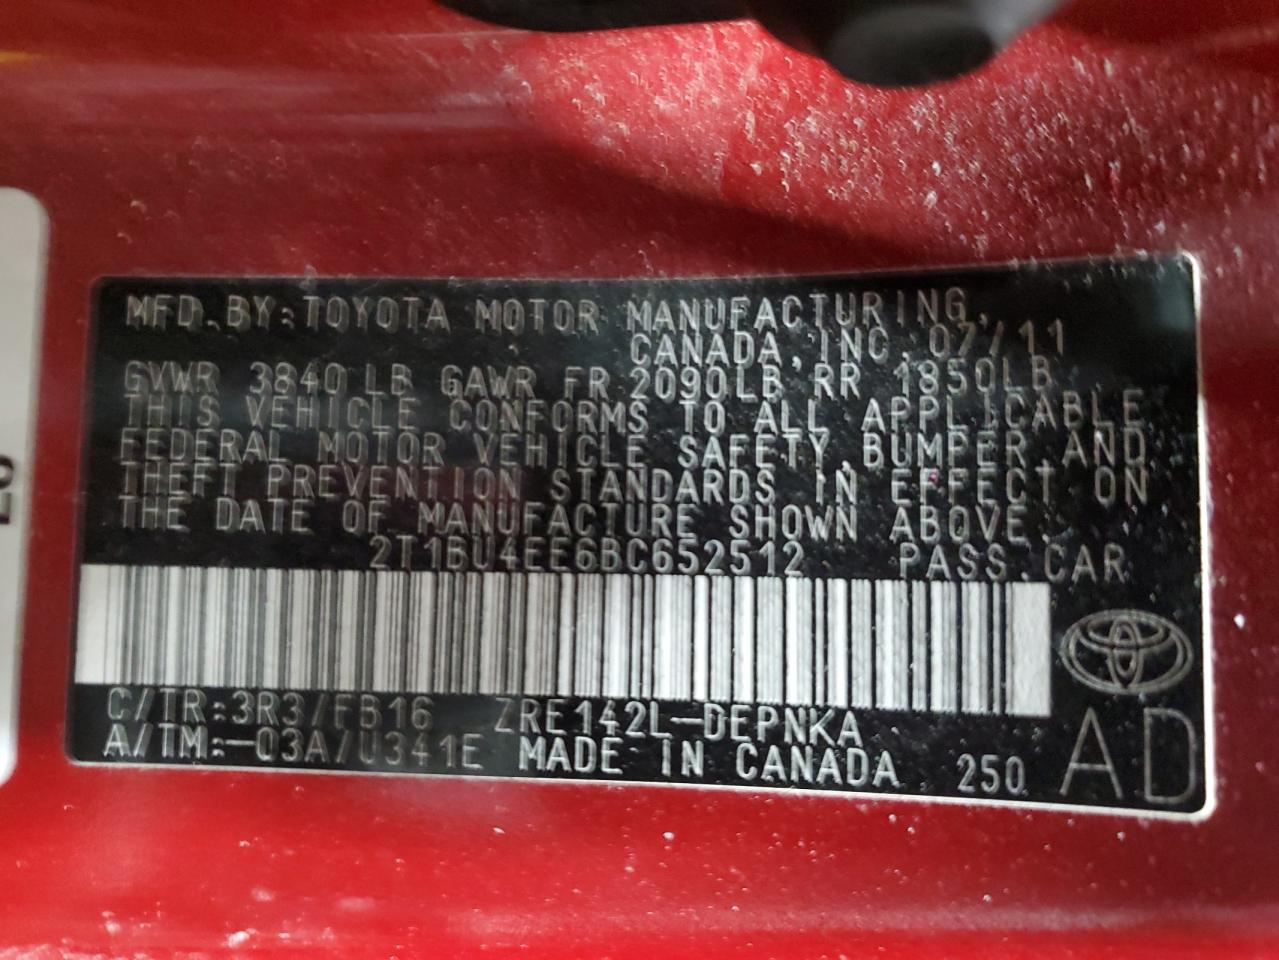 MFD.BY:TOYOTA MOTOR MANUFACTURING,
CANADA,INC. 07/11
GVWR 3840LB GAWR FR 2090LB RR 1850LB
THIS VEHICLE CONFORMS TO ALL APPLICABLE
FEDERAL MOTOR VEHICLE SAFETY,BUMPER,AND
THEFT PREVENTION STANDARDS IN EFFECT ON
THE DATE OF MANUFACTURE SHOWN ABOVE.
2T1BU4EE6BC652512 PASS.CAR
C/TR:3R3/FB16 ZRE142L-DEPNKA
A/TM:-03A/U341E MADE IN CANADA 250 AD